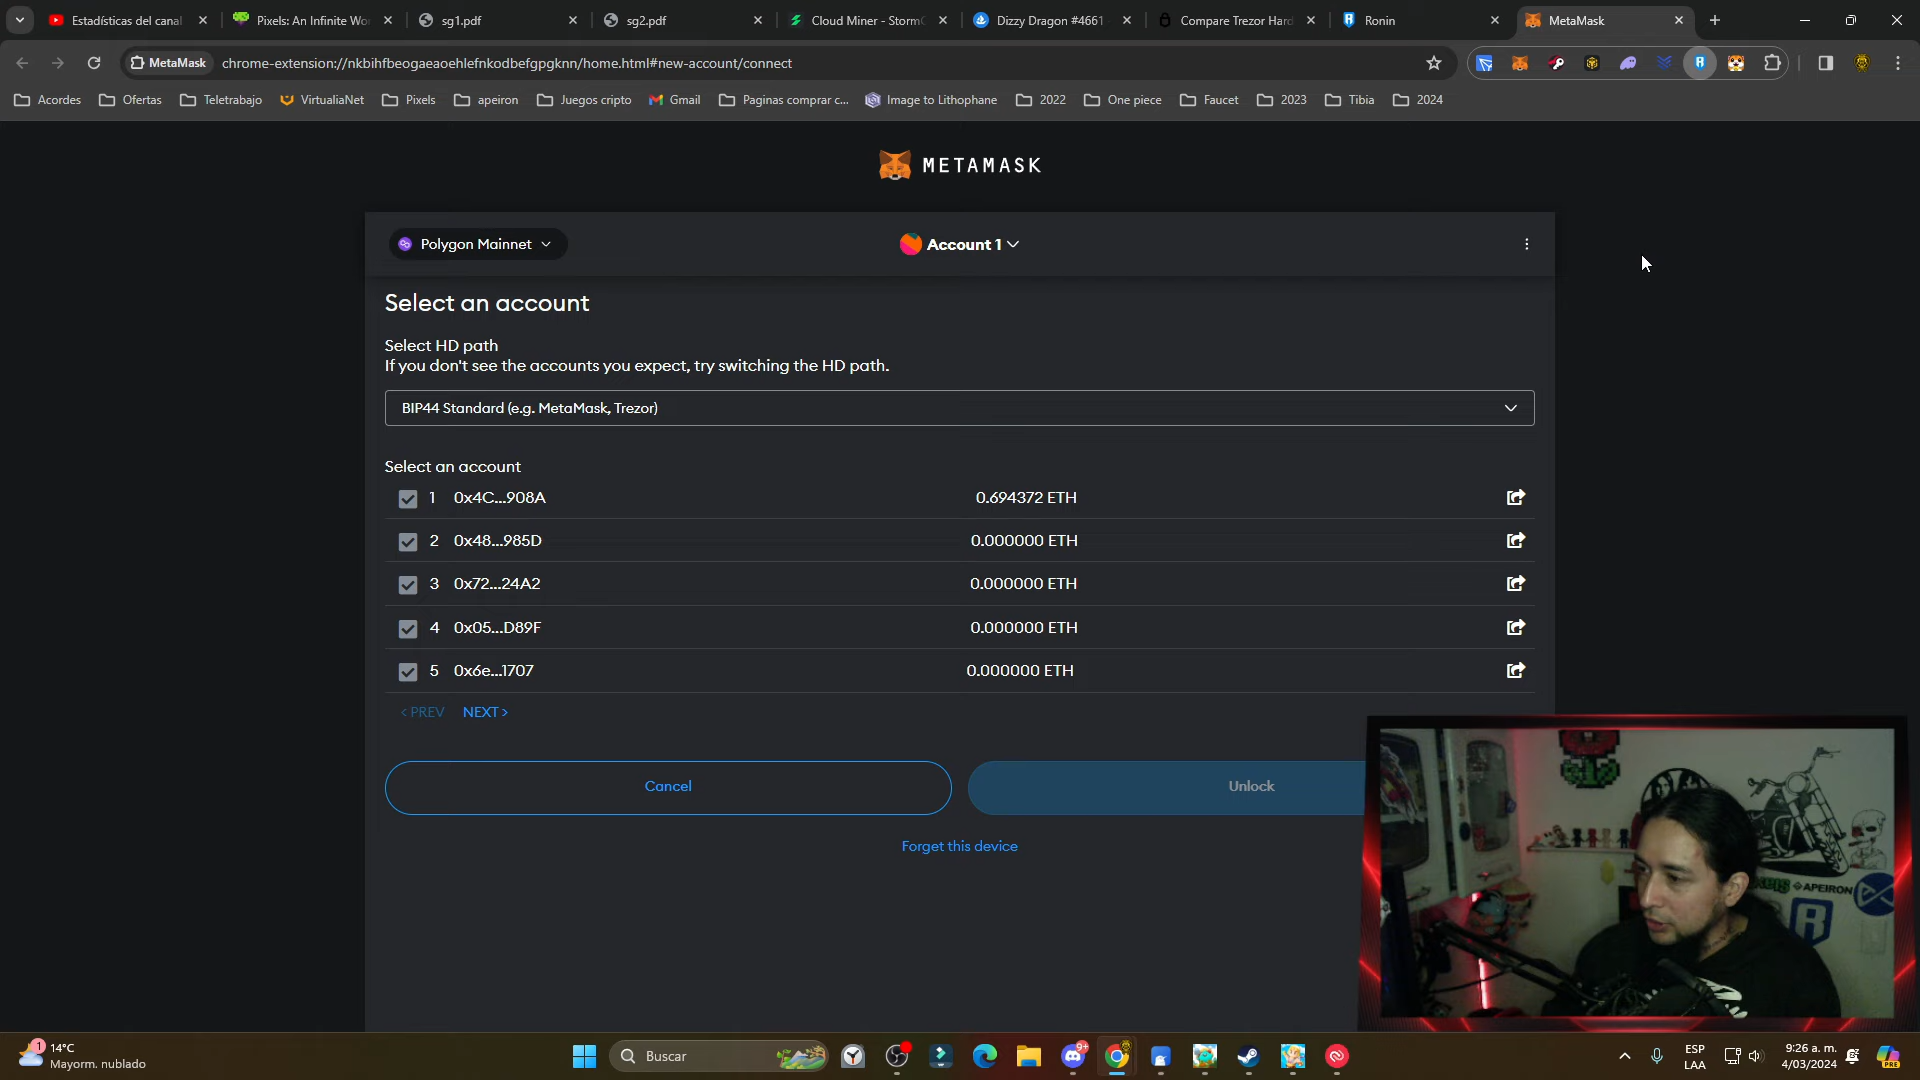 Estadísticas del canal
Pixels: An Infinite Wo
sg1.pdf
sg2.pdf
Cloud Miner - Storm
Dizzy Dragon #4661
Compare Trezor Hard
Ronin
MetaMask
MetaMask
chrome-extension://nkbihfbeogaeaoehlefnkodbefgpgknn/home.html#new-account/connect
Acordes
Ofertas
Teletrabajo
VirtualiaNet
Pixels
apeiron
Juegos cripto
Gmail
Paginas comprar c...
Image to Lithophane
2022
One piece
Faucet
2023
Tibia
2024
METAMASK
Polygon Mainnet
Account 1
Select an account
Select HD path
If you don't see the accounts you expect, try switching the HD path.
BIP44 Standard (e.g. MetaMask, Trezor)
Select an account
1 0x4C...908A 0.694372 ETH
2 0x48...985D 0.000000 ETH
3 0x72...24A2 0.000000 ETH
4 0x05...D89F 0.000000 ETH
5 0x6e...1707 0.000000 ETH
< PREV NEXT >
Cancel
Unlock
Forget this device
APEIRON
1
14°C
Mayorm. nublado
Buscar
9+
ESP
LAA
9:26 a. m.
4/03/2024
PRE